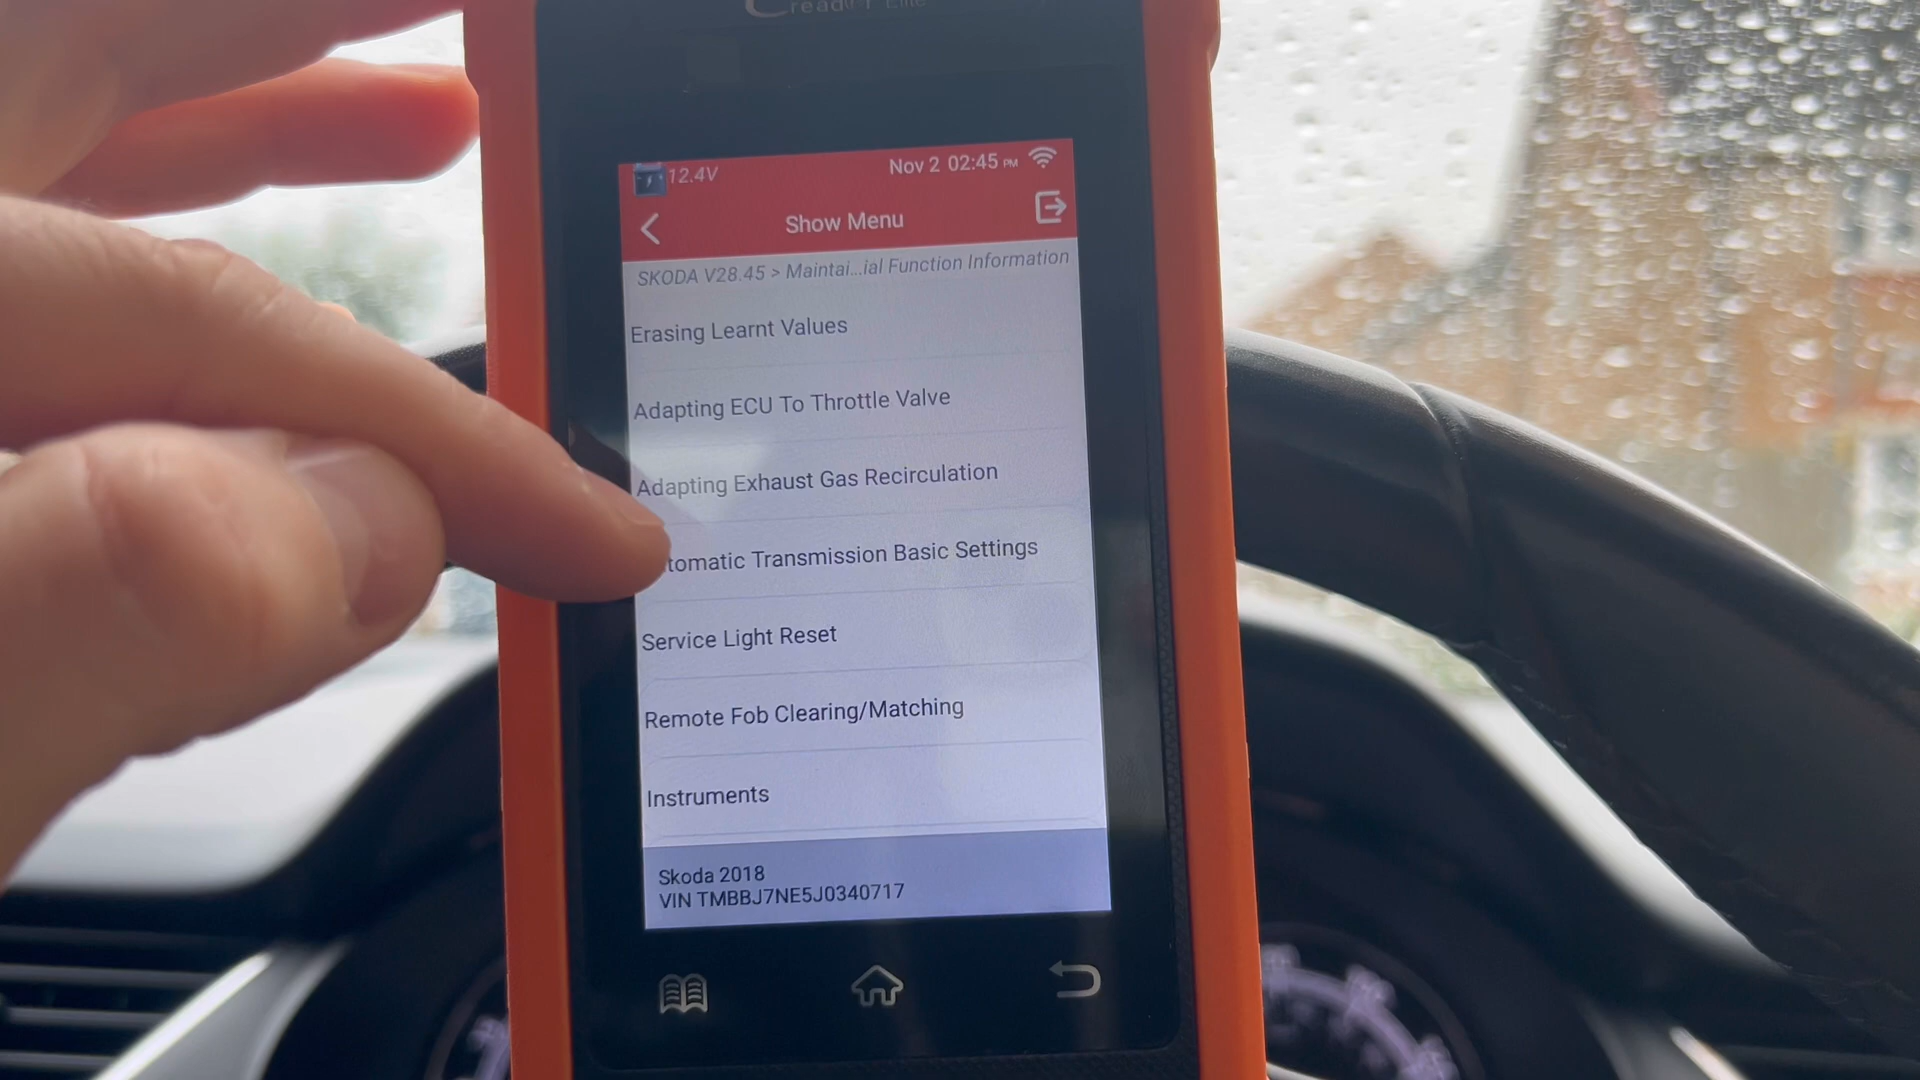 Creader Elite
12.4V
Nov 2 02:45 PM
Show Menu
SKODA V28.45 > Maintai...ial Function Information
Erasing Learnt Values
Adapting ECU To Throttle Valve
Adapting Exhaust Gas Recirculation
tomatic Transmission Basic Settings
Service Light Reset
Remote Fob Clearing/Matching
Instruments
Skoda 2018
VIN TMBBJ7NE5J0340717